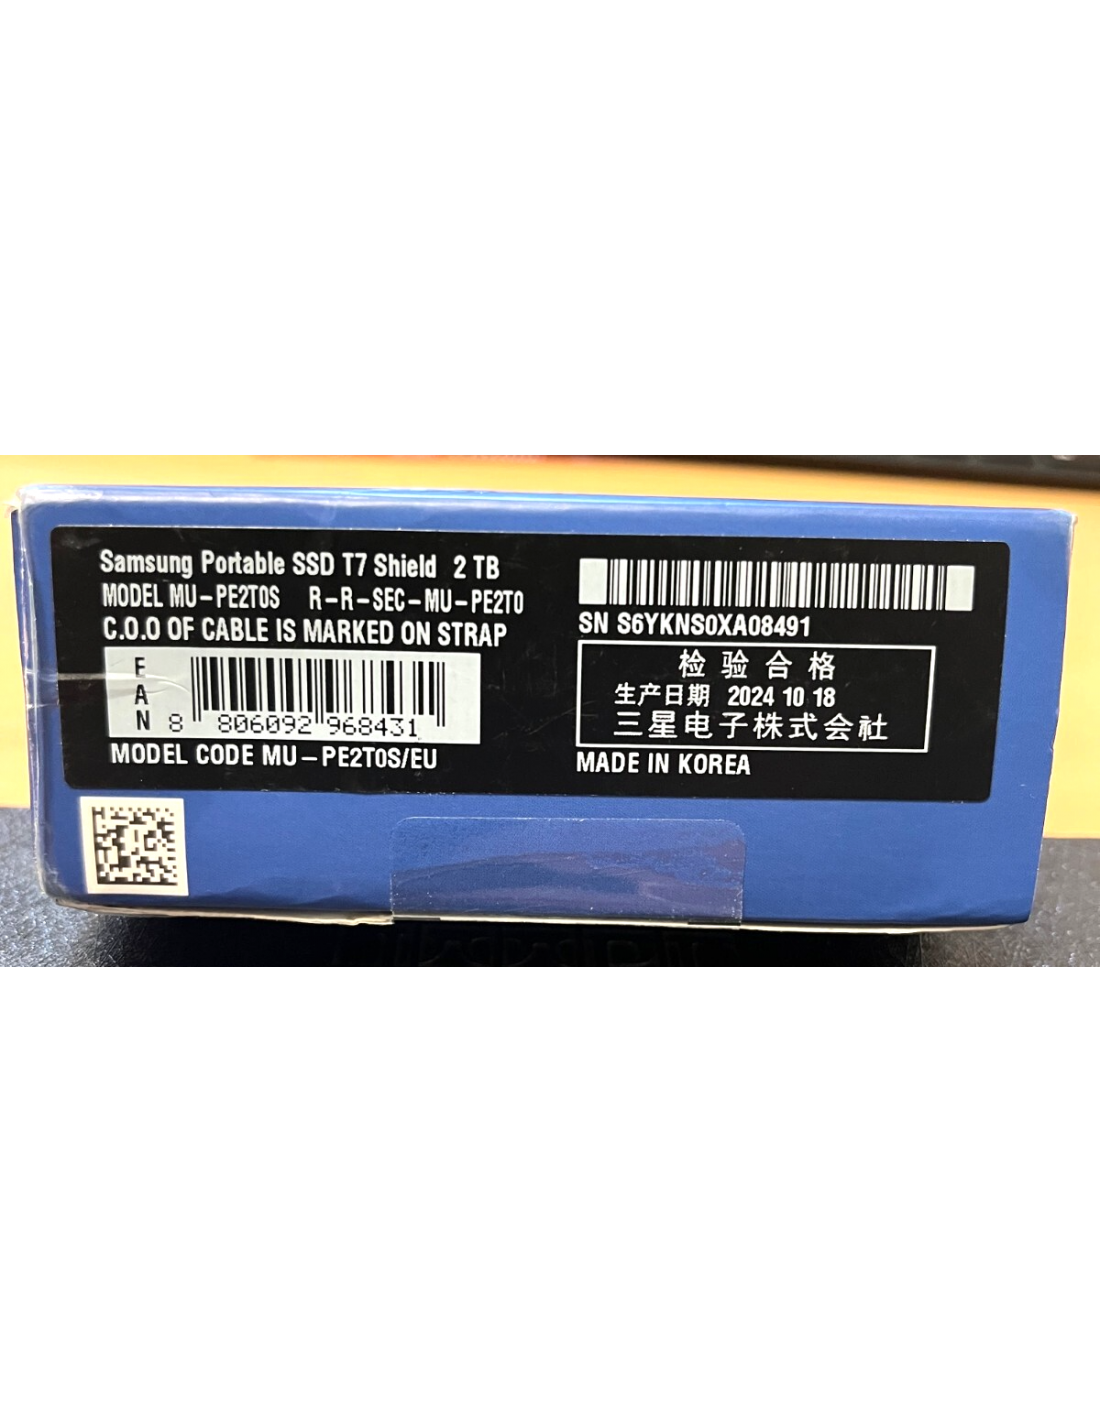 Samsung Portable SSD T7 Shield 2 TB
MODEL MU-PE2T0S R-R-SEC-MU-PE2T0
C.O.O OF CABLE IS MARKED ON STRAP
EAN
8 806092 968431
MODEL CODE MU-PE2T0S/EU
SN S6YKNS0XA08491
检验合格
生产日期 2024 10 18
三星电子株式会社
MADE IN KOREA